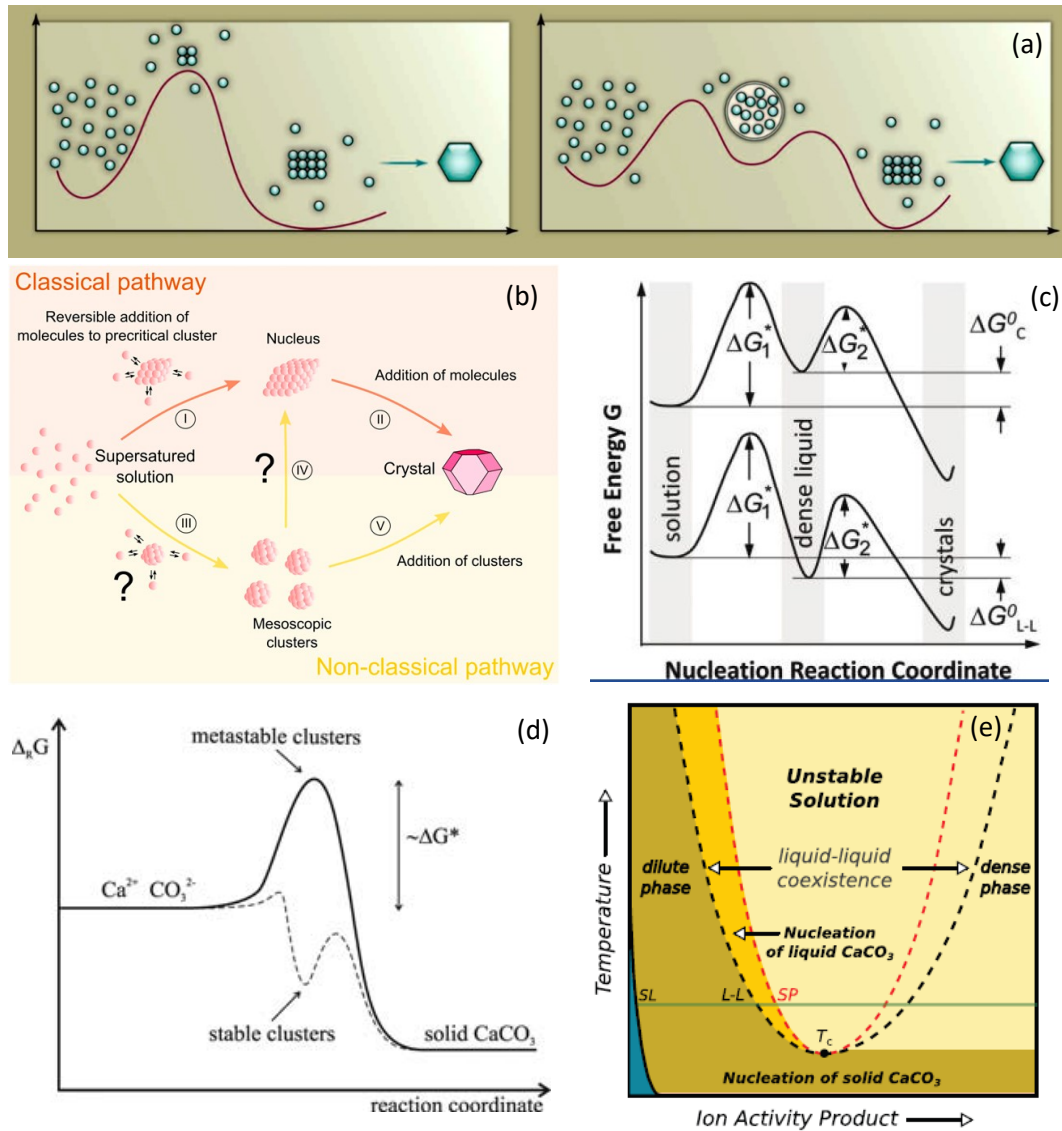 (a)
Classical pathway
(b)
Reversible addition of
molecules to precritical cluster
Nucleus
Addition of molecules
I
II
Supersatured
solution
?
IV
Crystal
III
V
?
Addition of clusters
Mesoscopic
clusters
Non-classical pathway
(c)
Free Energy G
ΔG₁*
ΔG₂*
ΔG⁰C
solution
dense liquid
crystals
ΔG₁*
ΔG₂*
ΔG⁰L-L
Nucleation Reaction Coordinate
(d)
ΔRG
metastable clusters
~ΔG*
Ca²⁺ CO₃²⁻
stable clusters
solid CaCO₃
reaction coordinate
(e)
Temperature
Unstable
Solution
dilute
phase
liquid-liquid
coexistence
dense
phase
Nucleation
of liquid CaCO₃
SL
L-L
SP
Tc
Nucleation of solid CaCO₃
Ion Activity Product